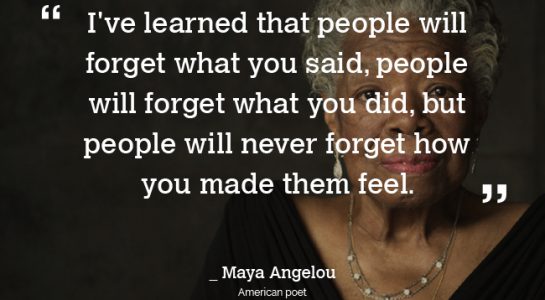 “ I've learned that people will
forget what you said, people
will forget what you did, but
people will never forget how
you made them feel. ”
_ Maya Angelou
American poet